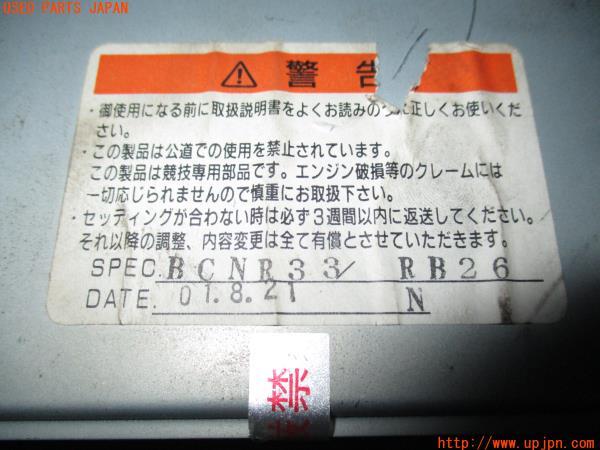 USED PARTS JAPAN
警告
・御使用になる前に取扱説明書をよくお読みのうえ正しくお使いくだ
さい。
・この製品は公道での使用を禁止されています。
この製品は競技専用部品です。エンジン破損等のクレームには
一切応じられませんので慎重にお取扱下さい。
・セッティングが合わない時は必ず3週間以内に返送してください。
それ以降の調整、内容変更は全て有償とさせていただきます。
SPEC. BCNR33/ RB26
DATE. 01.8.21 N
禁
http://www.upjpn.com/